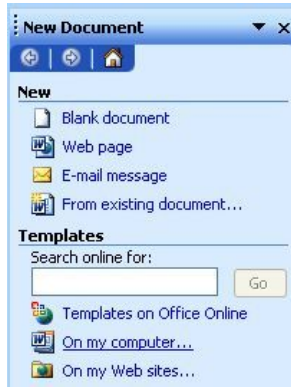 New Document
New
Blank document
Web page
E-mail message
From existing document...
Templates
Search online for:
Go
Templates on Office Online
On my computer...
On my Web sites...